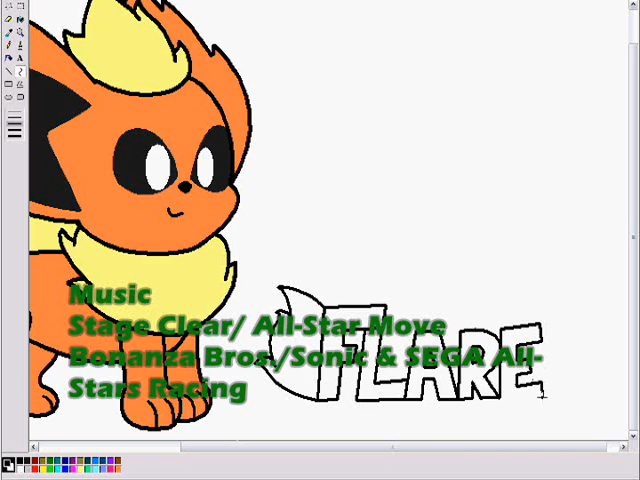 Music
Stage Clear/ All-Star Move
Bonanza Bros./Sonic & SEGA All-
Stars Racing
FLARE